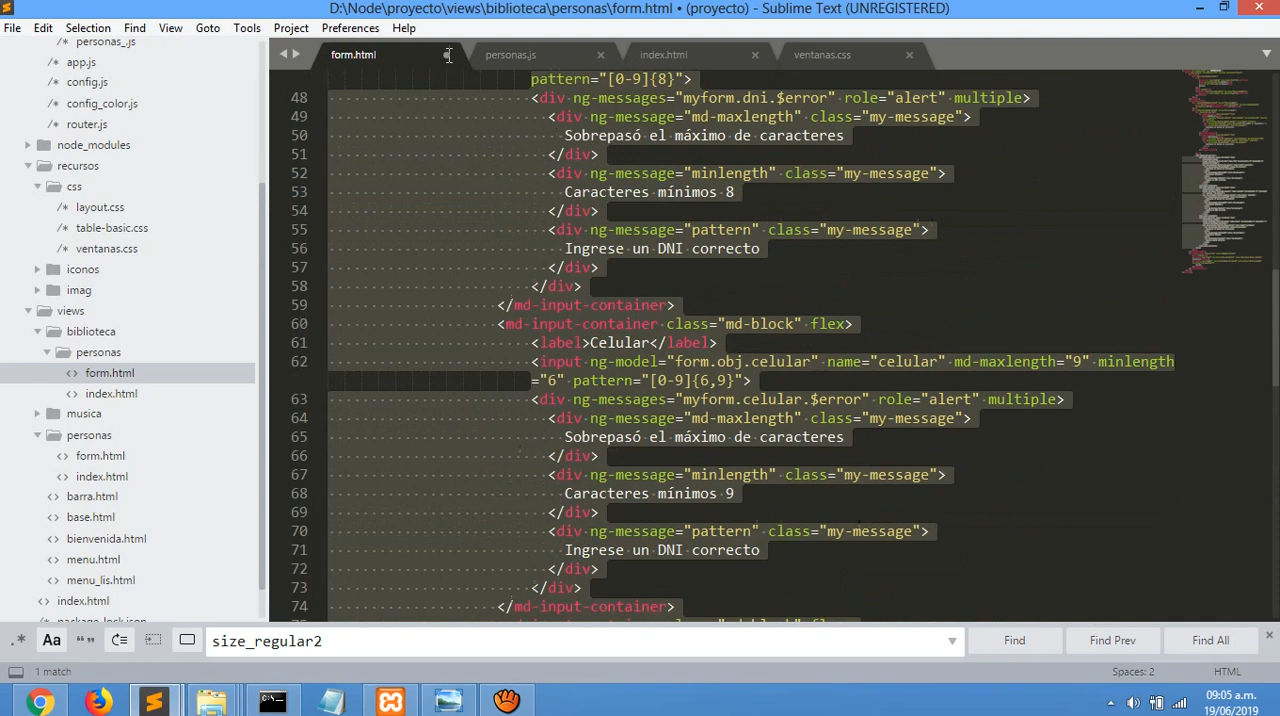 D:\Node\proyecto\views\biblioteca\personas\form.html • (proyecto) - Sublime Text (UNREGISTERED)
File Edit Selection Find View Goto Tools Project Preferences Help
form.html personas.js index.html ventanas.css
personas_.js
app.js
config.js
config_color.js
router.js
node_modules
recursos
css
layout.css
table-basic.css
ventanas.css
iconos
imag
views
biblioteca
personas
form.html
index.html
musica
personas
form.html
index.html
barra.html
base.html
bienvenida.html
menu.html
menu_lis.html
index.html
package-lock.json
pattern="[0-9]{8}">
48 <div ng-messages="myform.dni.$error" role="alert" multiple>
49 <div ng-message="md-maxlength" class="my-message">
50 Sobrepasó el máximo de caracteres
51 </div>
52 <div ng-message="minlength" class="my-message">
53 Caracteres mínimos 8
54 </div>
55 <div ng-message="pattern" class="my-message">
56 Ingrese un DNI correcto
57 </div>
58 </div>
59 </md-input-container>
60 <md-input-container class="md-block" flex>
61 <label>Celular</label>
62 <input ng-model="form.obj.celular" name="celular" md-maxlength="9" minlength
="6" pattern="[0-9]{6,9}">
63 <div ng-messages="myform.celular.$error" role="alert" multiple>
64 <div ng-message="md-maxlength" class="my-message">
65 Sobrepasó el máximo de caracteres
66 </div>
67 <div ng-message="minlength" class="my-message">
68 Caracteres mínimos 9
69 </div>
70 <div ng-message="pattern" class="my-message">
71 Ingrese un DNI correcto
72 </div>
73 </div>
74 </md-input-container>
.* Aa “” size_regular2 Find Find Prev Find All
1 match Spaces: 2 HTML
09:05 a.m.
19/06/2019